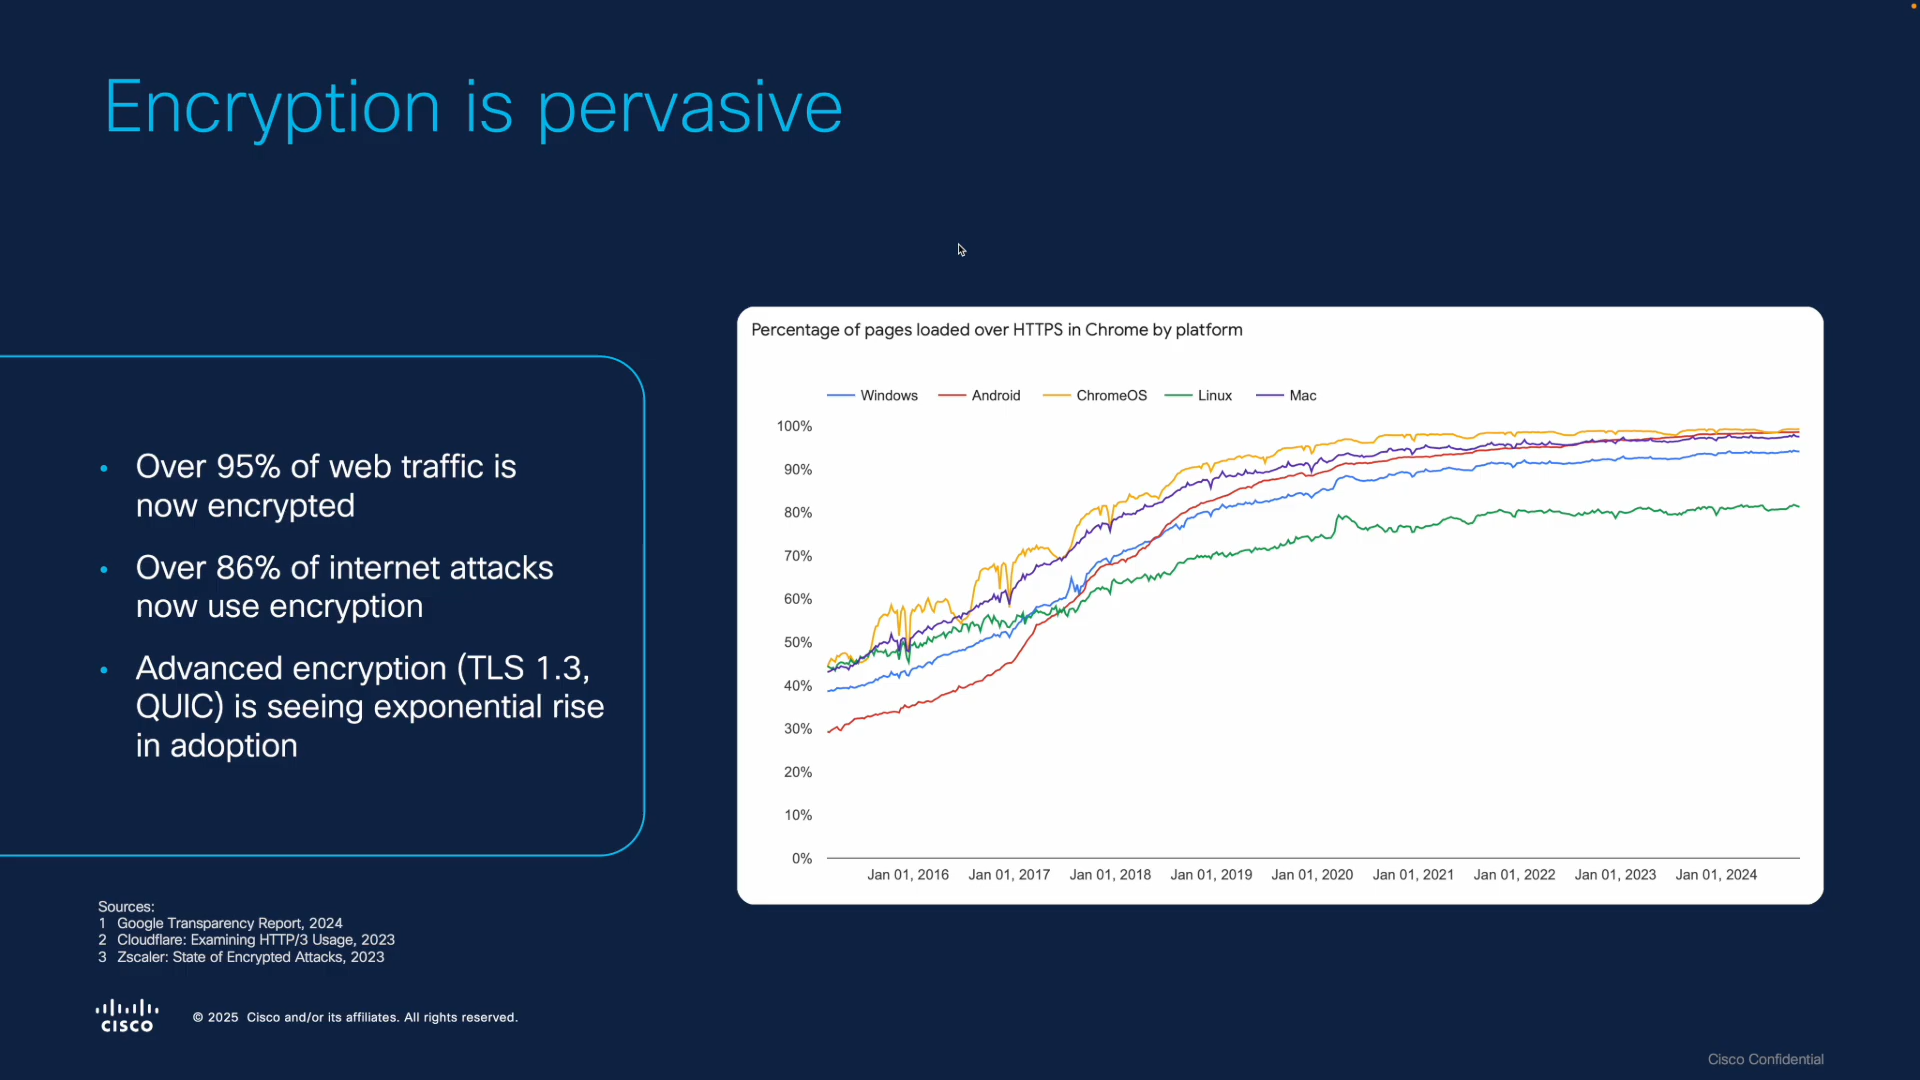 Encryption is pervasive
• Over 95% of web traffic is
now encrypted
• Over 86% of internet attacks
now use encryption
• Advanced encryption (TLS 1.3,
QUIC) is seeing exponential rise
in adoption
Percentage of pages loaded over HTTPS in Chrome by platform
Windows Android ChromeOS Linux Mac
100%
90%
80%
70%
60%
50%
40%
30%
20%
10%
0%
Jan 01, 2016 Jan 01, 2017 Jan 01, 2018 Jan 01, 2019 Jan 01, 2020 Jan 01, 2021 Jan 01, 2022 Jan 01, 2023 Jan 01, 2024
Sources:
1 Google Transparency Report, 2024
2 Cloudflare: Examining HTTP/3 Usage, 2023
3 Zscaler: State of Encrypted Attacks, 2023
CISCO
© 2025 Cisco and/or its affiliates. All rights reserved.
Cisco Confidential